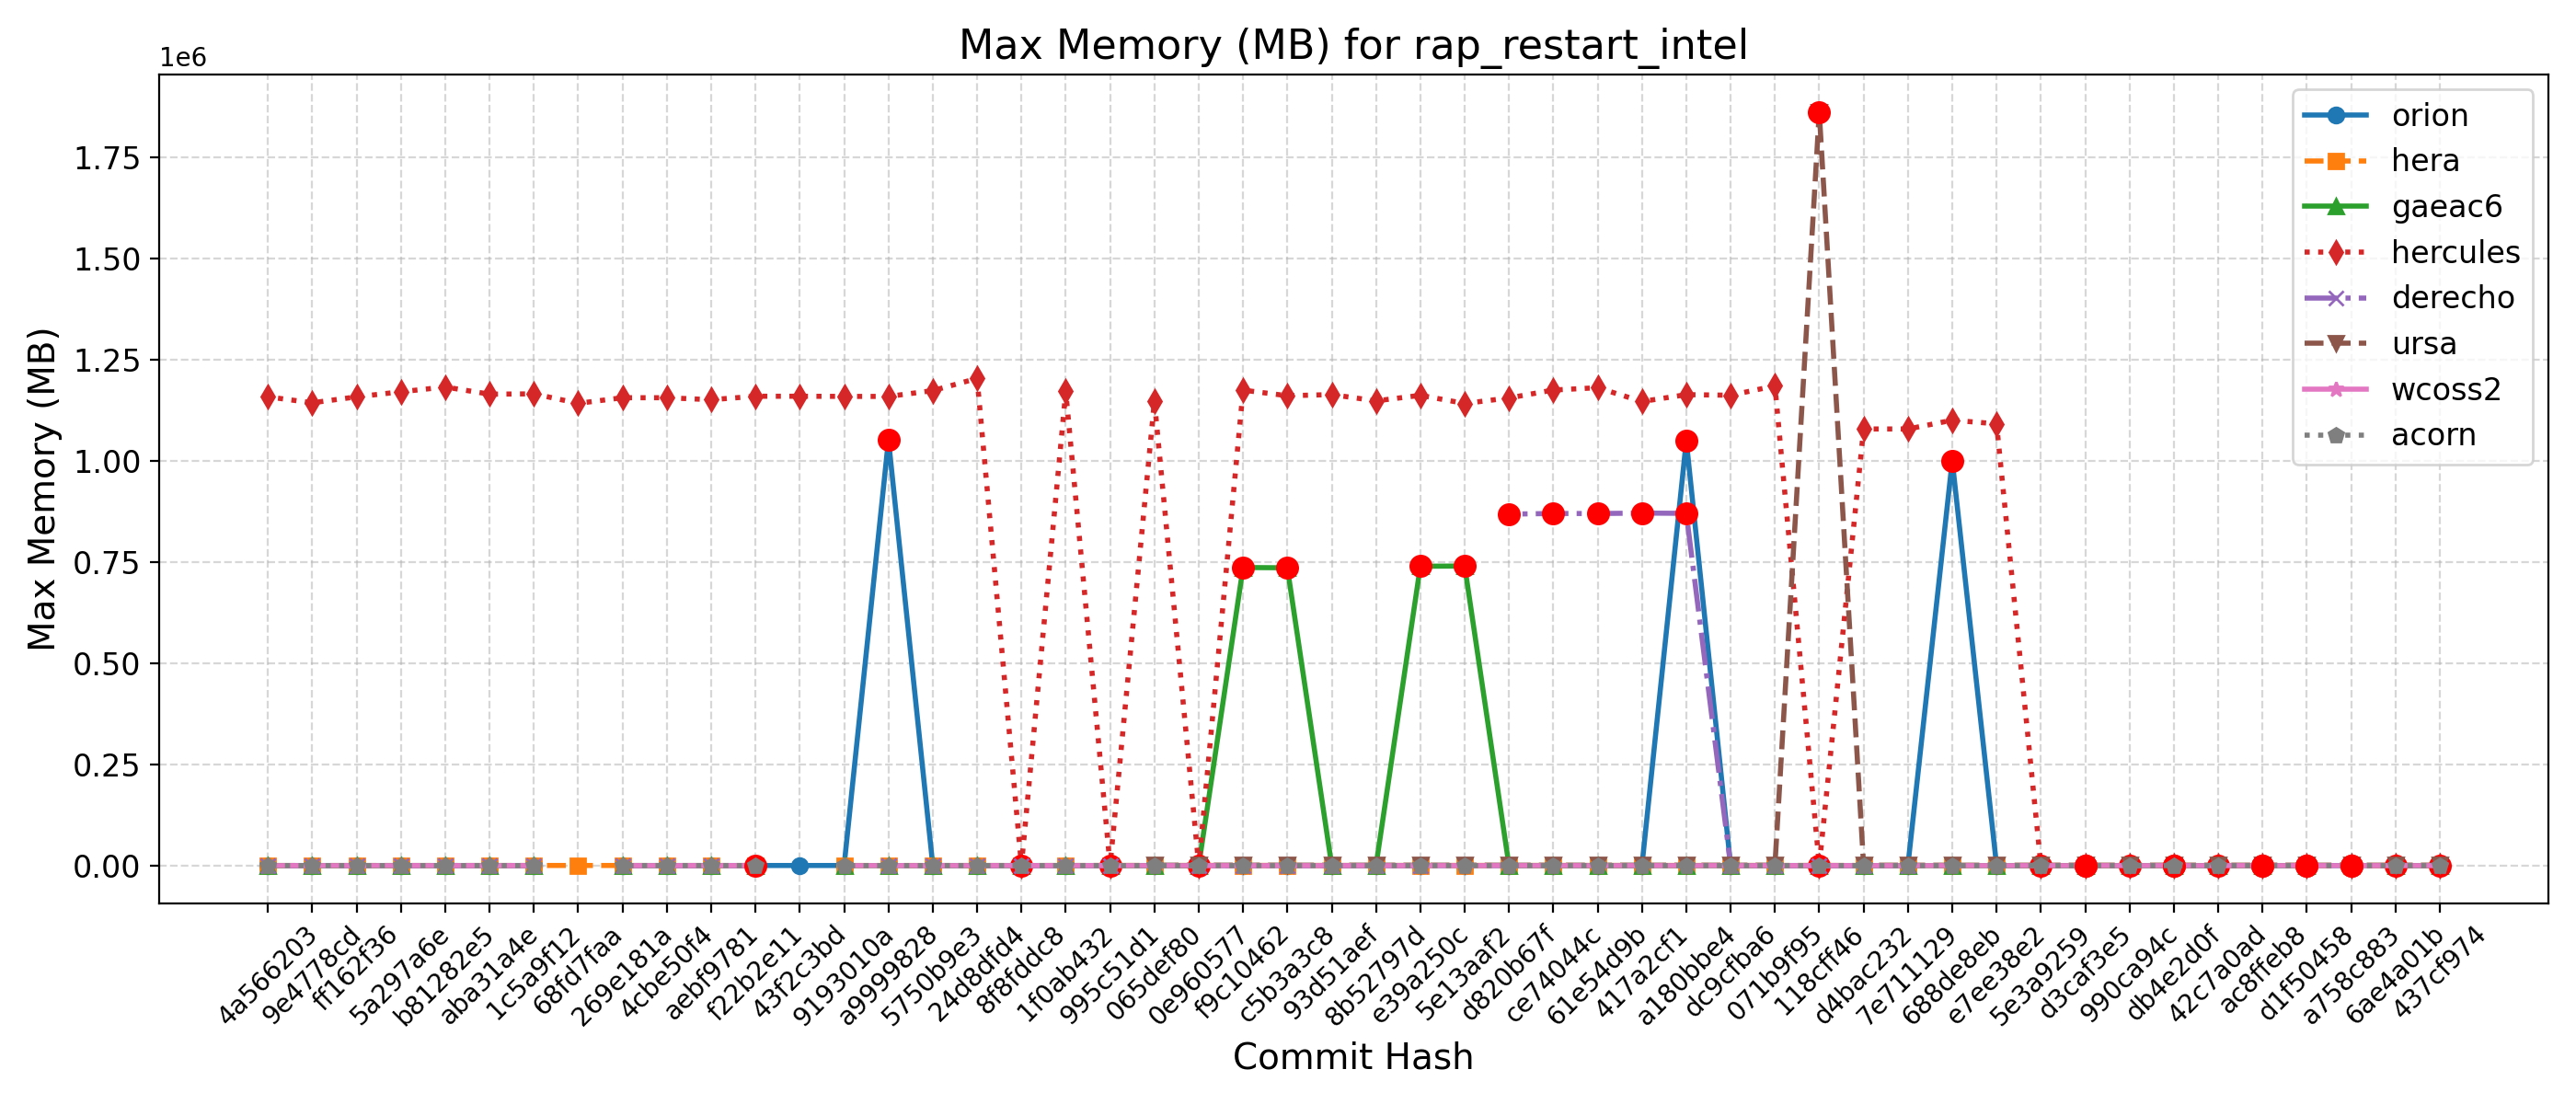 Max Memory (MB) for rap_restart_intel
1e6
1.75
1.50
1.25
1.00
0.75
0.50
0.25
0.00
Max Memory (MB)
orion
hera
gaeac6
hercules
derecho
ursa
wcoss2
acorn
4a566203
9e4778cd
ff162f36
5a297a6e
b81282e5
aba31a4e
1c5a9f12
68fd7faa
269e181a
4cbe50f4
aebf9781
f22b2e11
43f2c3bd
9193010a
a9999828
5750b9e3
24d8dfd4
8f8fddc8
1f0ab432
995c51d1
065def80
0e960577
f9c10462
c5b3a3c8
93d51aef
8b52797d
e39a250c
5e13aaf2
d820b67f
ce74044c
61e54d9b
417a2cf1
a180bbe4
dc9cfba6
071b9f95
118cff46
d4bac232
7e711129
688de8eb
e7ee38e2
5e3a9259
d3caf3e5
990ca94c
db4e2d0f
42c7a0ad
ac8ffeb8
d1f50458
a758c883
6ae4a01b
437cf974
Commit Hash